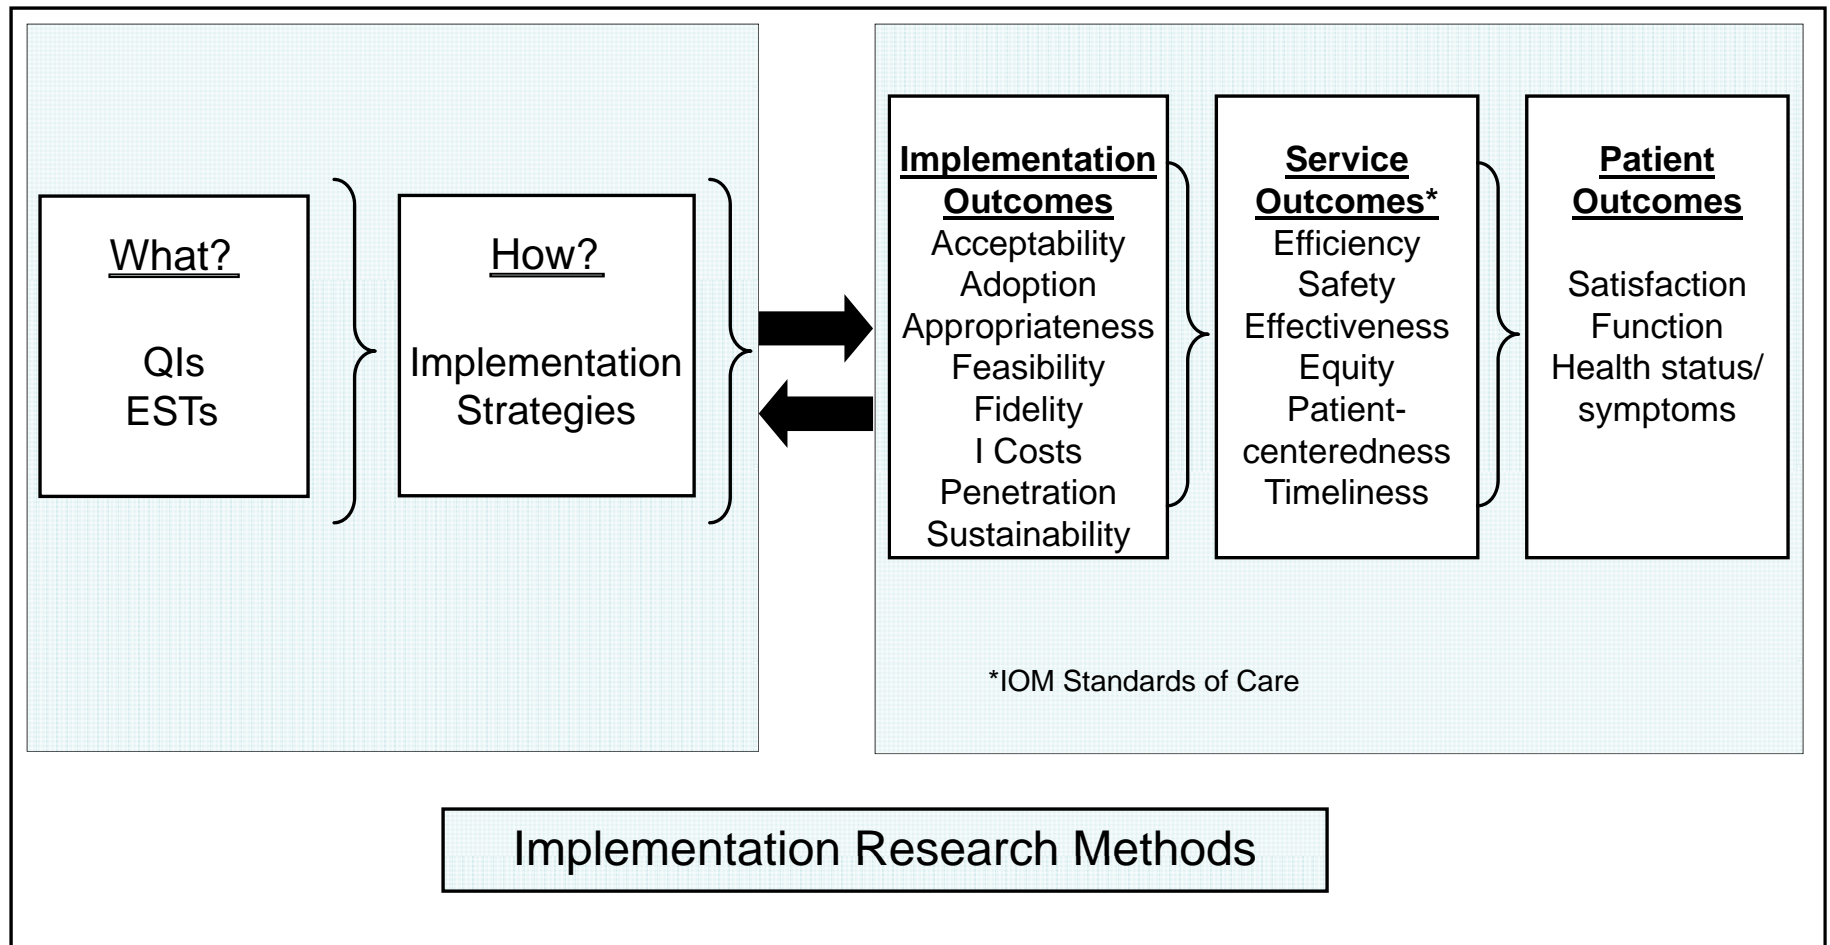 What?
QIs
ESTs
How?
Implementation
Strategies
Implementation
Outcomes
Acceptability
Adoption
Appropriateness
Feasibility
Fidelity
I Costs
Penetration
Sustainability
Service
Outcomes*
Efficiency
Safety
Effectiveness
Equity
Patient-
centeredness
Timeliness
Patient
Outcomes
Satisfaction
Function
Health status/
symptoms
*IOM Standards of Care
Implementation Research Methods